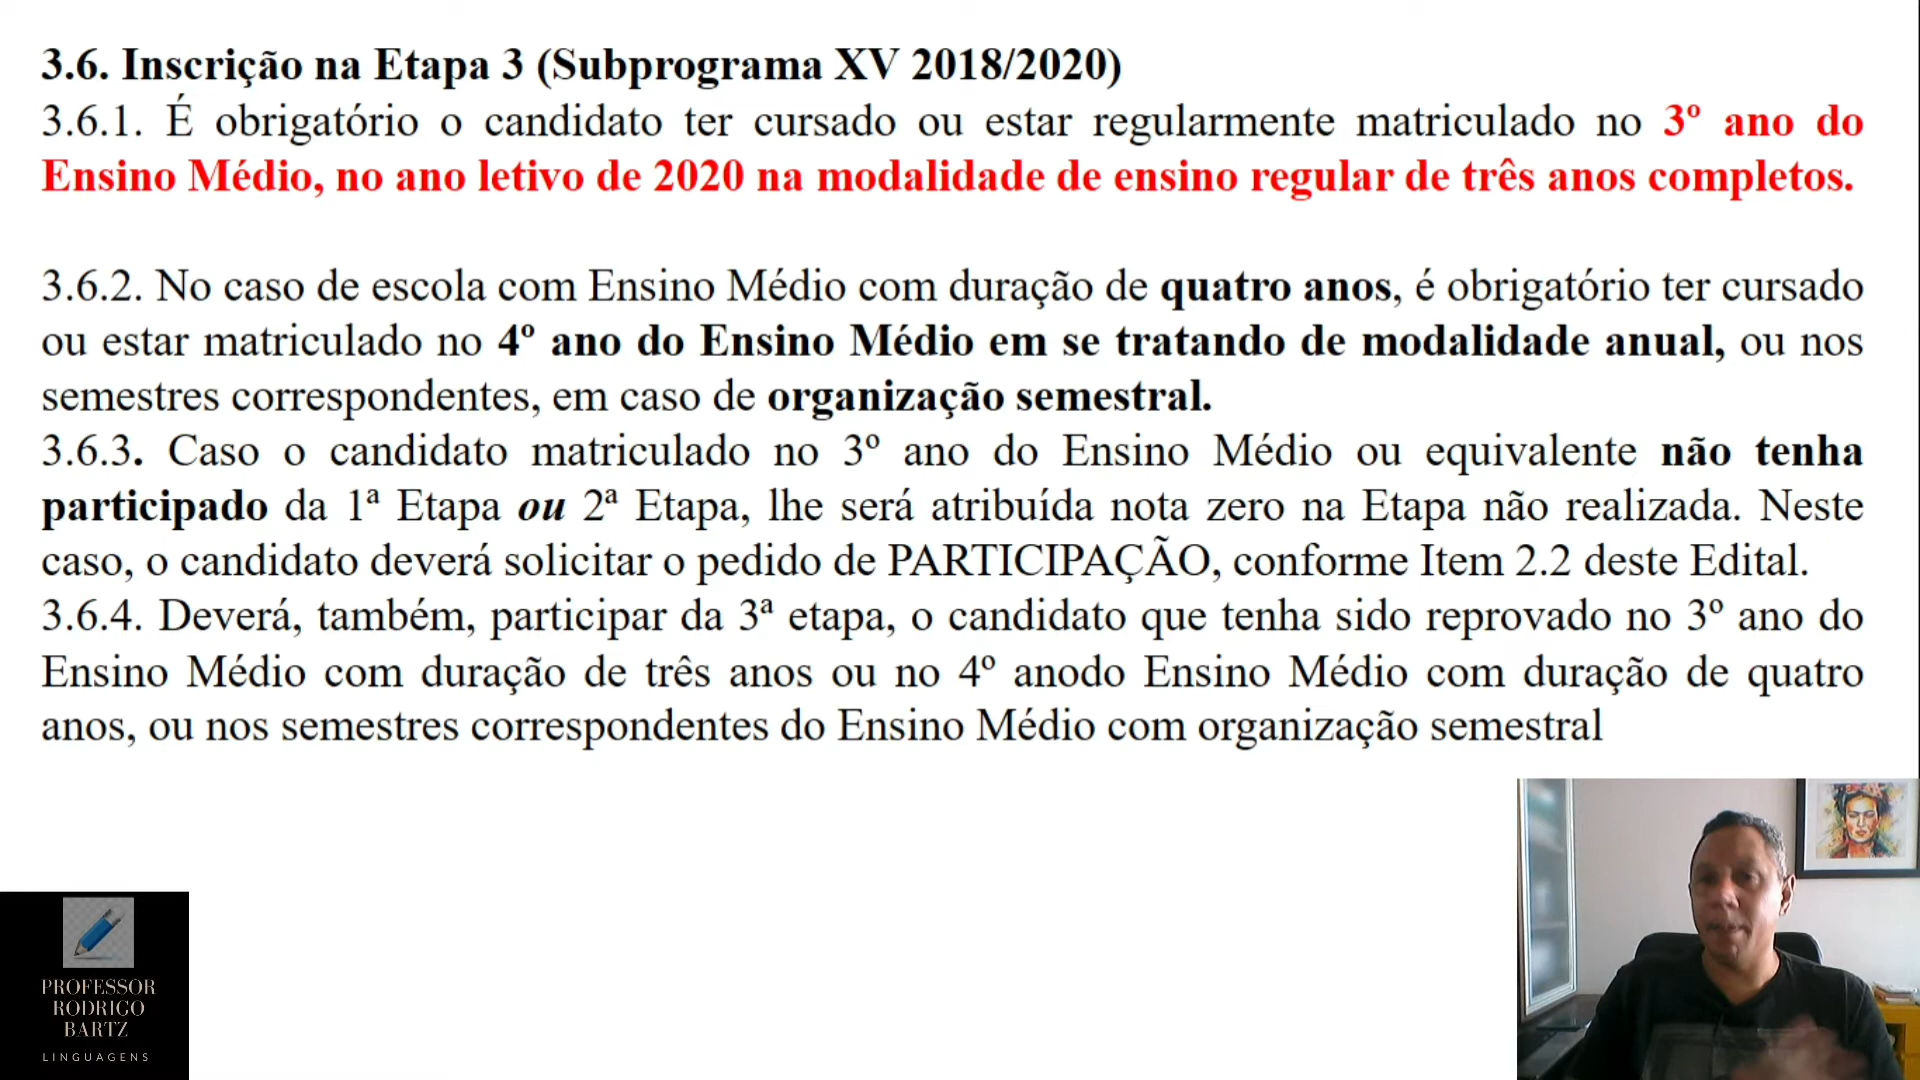 3.6. Inscrição na Etapa 3 (Subprograma XV 2018/2020)
3.6.1. É obrigatório o candidato ter cursado ou estar regularmente matriculado no 3º ano do
Ensino Médio, no ano letivo de 2020 na modalidade de ensino regular de três anos completos.
3.6.2. No caso de escola com Ensino Médio com duração de quatro anos, é obrigatório ter cursado
ou estar matriculado no 4º ano do Ensino Médio em se tratando de modalidade anual, ou nos
semestres correspondentes, em caso de organização semestral.
3.6.3. Caso o candidato matriculado no 3º ano do Ensino Médio ou equivalente não tenha
participado da 1ª Etapa ou 2ª Etapa, lhe será atribuída nota zero na Etapa não realizada. Neste
caso, o candidato deverá solicitar o pedido de PARTICIPAÇÃO, conforme Item 2.2 deste Edital.
3.6.4. Deverá, também, participar da 3ª etapa, o candidato que tenha sido reprovado no 3º ano do
Ensino Médio com duração de três anos ou no 4º anodo Ensino Médio com duração de quatro
anos, ou nos semestres correspondentes do Ensino Médio com organização semestral
PROFESSOR
RODRIGO
BARTZ
LINGUAGENS